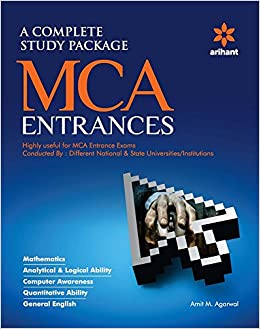 A COMPLETE
STUDY PACKAGE
arihant
MCA
ENTRANCES
Highly useful for MCA Entrance Exams
Conducted By : Different National & State Universities/Institutions
Mathematics
Analytical & Logical Ability
Computer Awareness
Quantitative Ability
General English
Amit M. Agarwal